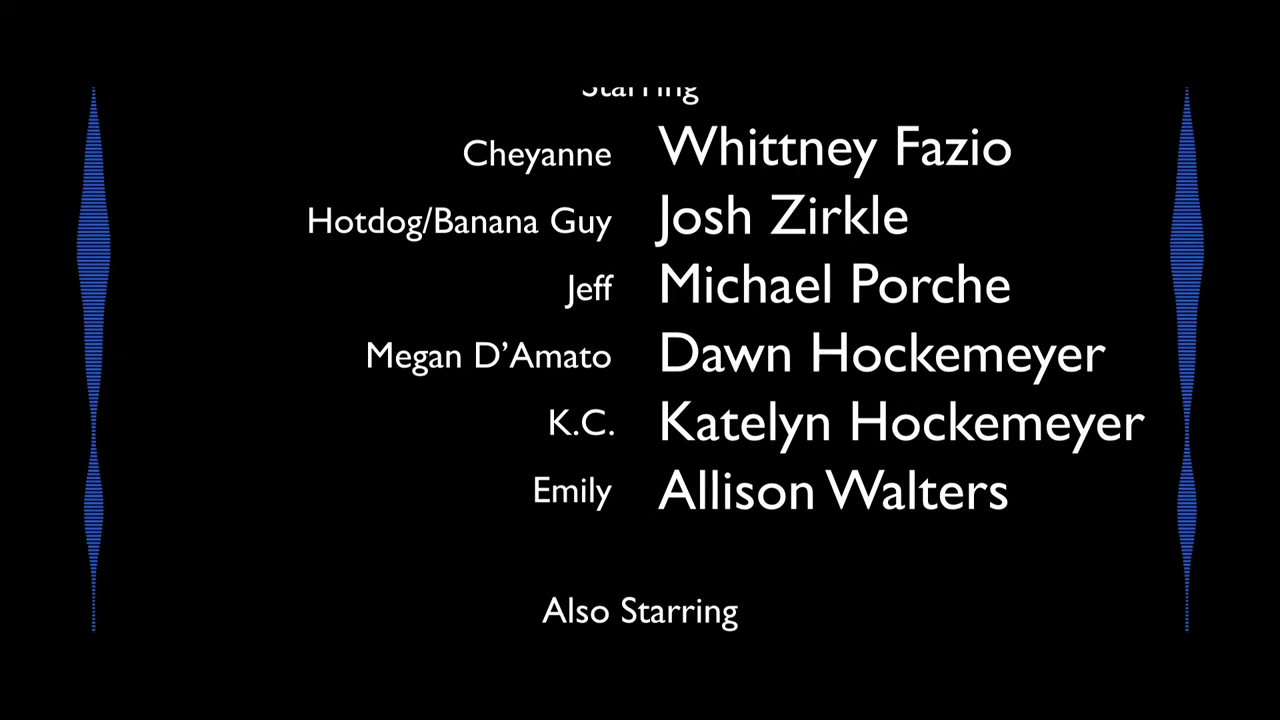 Starring
Cheyanne Whittney Fazio
Hotdog/Banana Guy Josh Zirkle
Jeff Michael Porche
Megan D’Amato Dawn Hockemeyer
K.C. Katelyn Hockemeyer
Emily Allison Walters
Also Starring